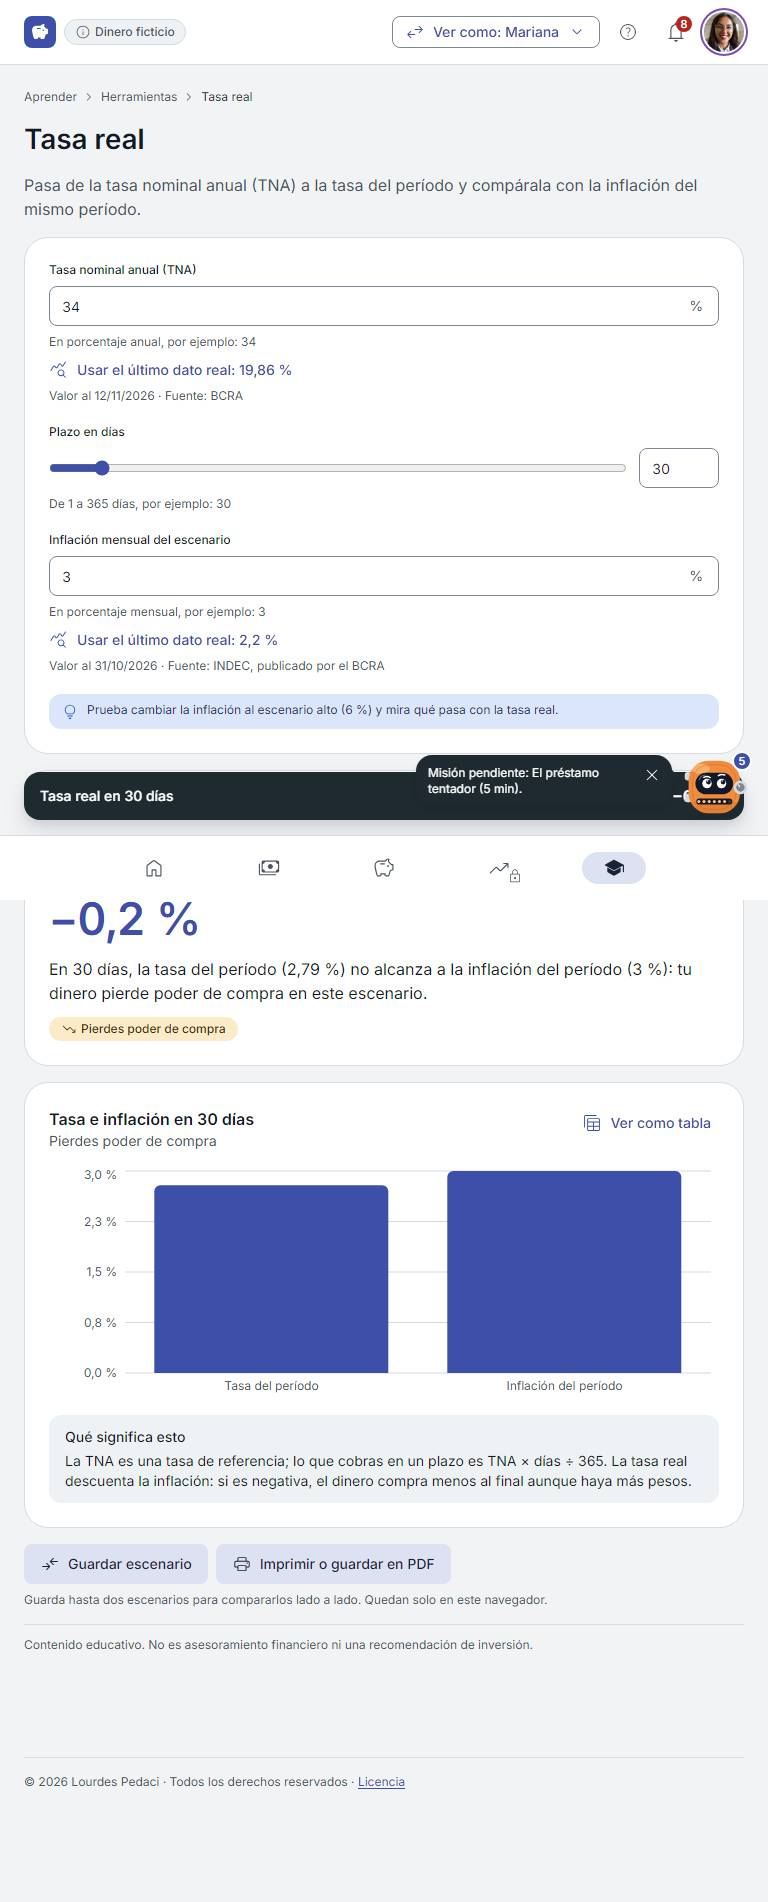 Dinero ficticio
Ver como: Mariana
8
Aprender
Herramientas
Tasa real
Tasa real
Pasa de la tasa nominal anual (TNA) a la tasa del período y compárala con la inflación del
mismo período.
Tasa nominal anual (TNA)
34 %
En porcentaje anual, por ejemplo: 34
Usar el último dato real: 19,86 %
Valor al 12/11/2026 · Fuente: BCRA
Plazo en días
30
De 1 a 365 días, por ejemplo: 30
Inflación mensual del escenario
3 %
En porcentaje mensual, por ejemplo: 3
Usar el último dato real: 2,2 %
Valor al 31/10/2026 · Fuente: INDEC, publicado por el BCRA
Prueba cambiar la inflación al escenario alto (6 %) y mira qué pasa con la tasa real.
5
Misión pendiente: El préstamo
tentador (5 min).
Tasa real en 30 días
−0,2 %
En 30 días, la tasa del período (2,79 %) no alcanza a la inflación del período (3 %): tu
dinero pierde poder de compra en este escenario.
Pierdes poder de compra
Tasa e inflación en 30 días
Ver como tabla
Pierdes poder de compra
3,0 %
2,3 %
1,5 %
0,8 %
0,0 %
Tasa del período
Inflación del período
Qué significa esto
La TNA es una tasa de referencia; lo que cobras en un plazo es TNA × días ÷ 365. La tasa real
descuenta la inflación: si es negativa, el dinero compra menos al final aunque haya más pesos.
Guardar escenario
Imprimir o guardar en PDF
Guarda hasta dos escenarios para compararlos lado a lado. Quedan solo en este navegador.
Contenido educativo. No es asesoramiento financiero ni una recomendación de inversión.
© 2026 Lourdes Pedaci · Todos los derechos reservados · Licencia